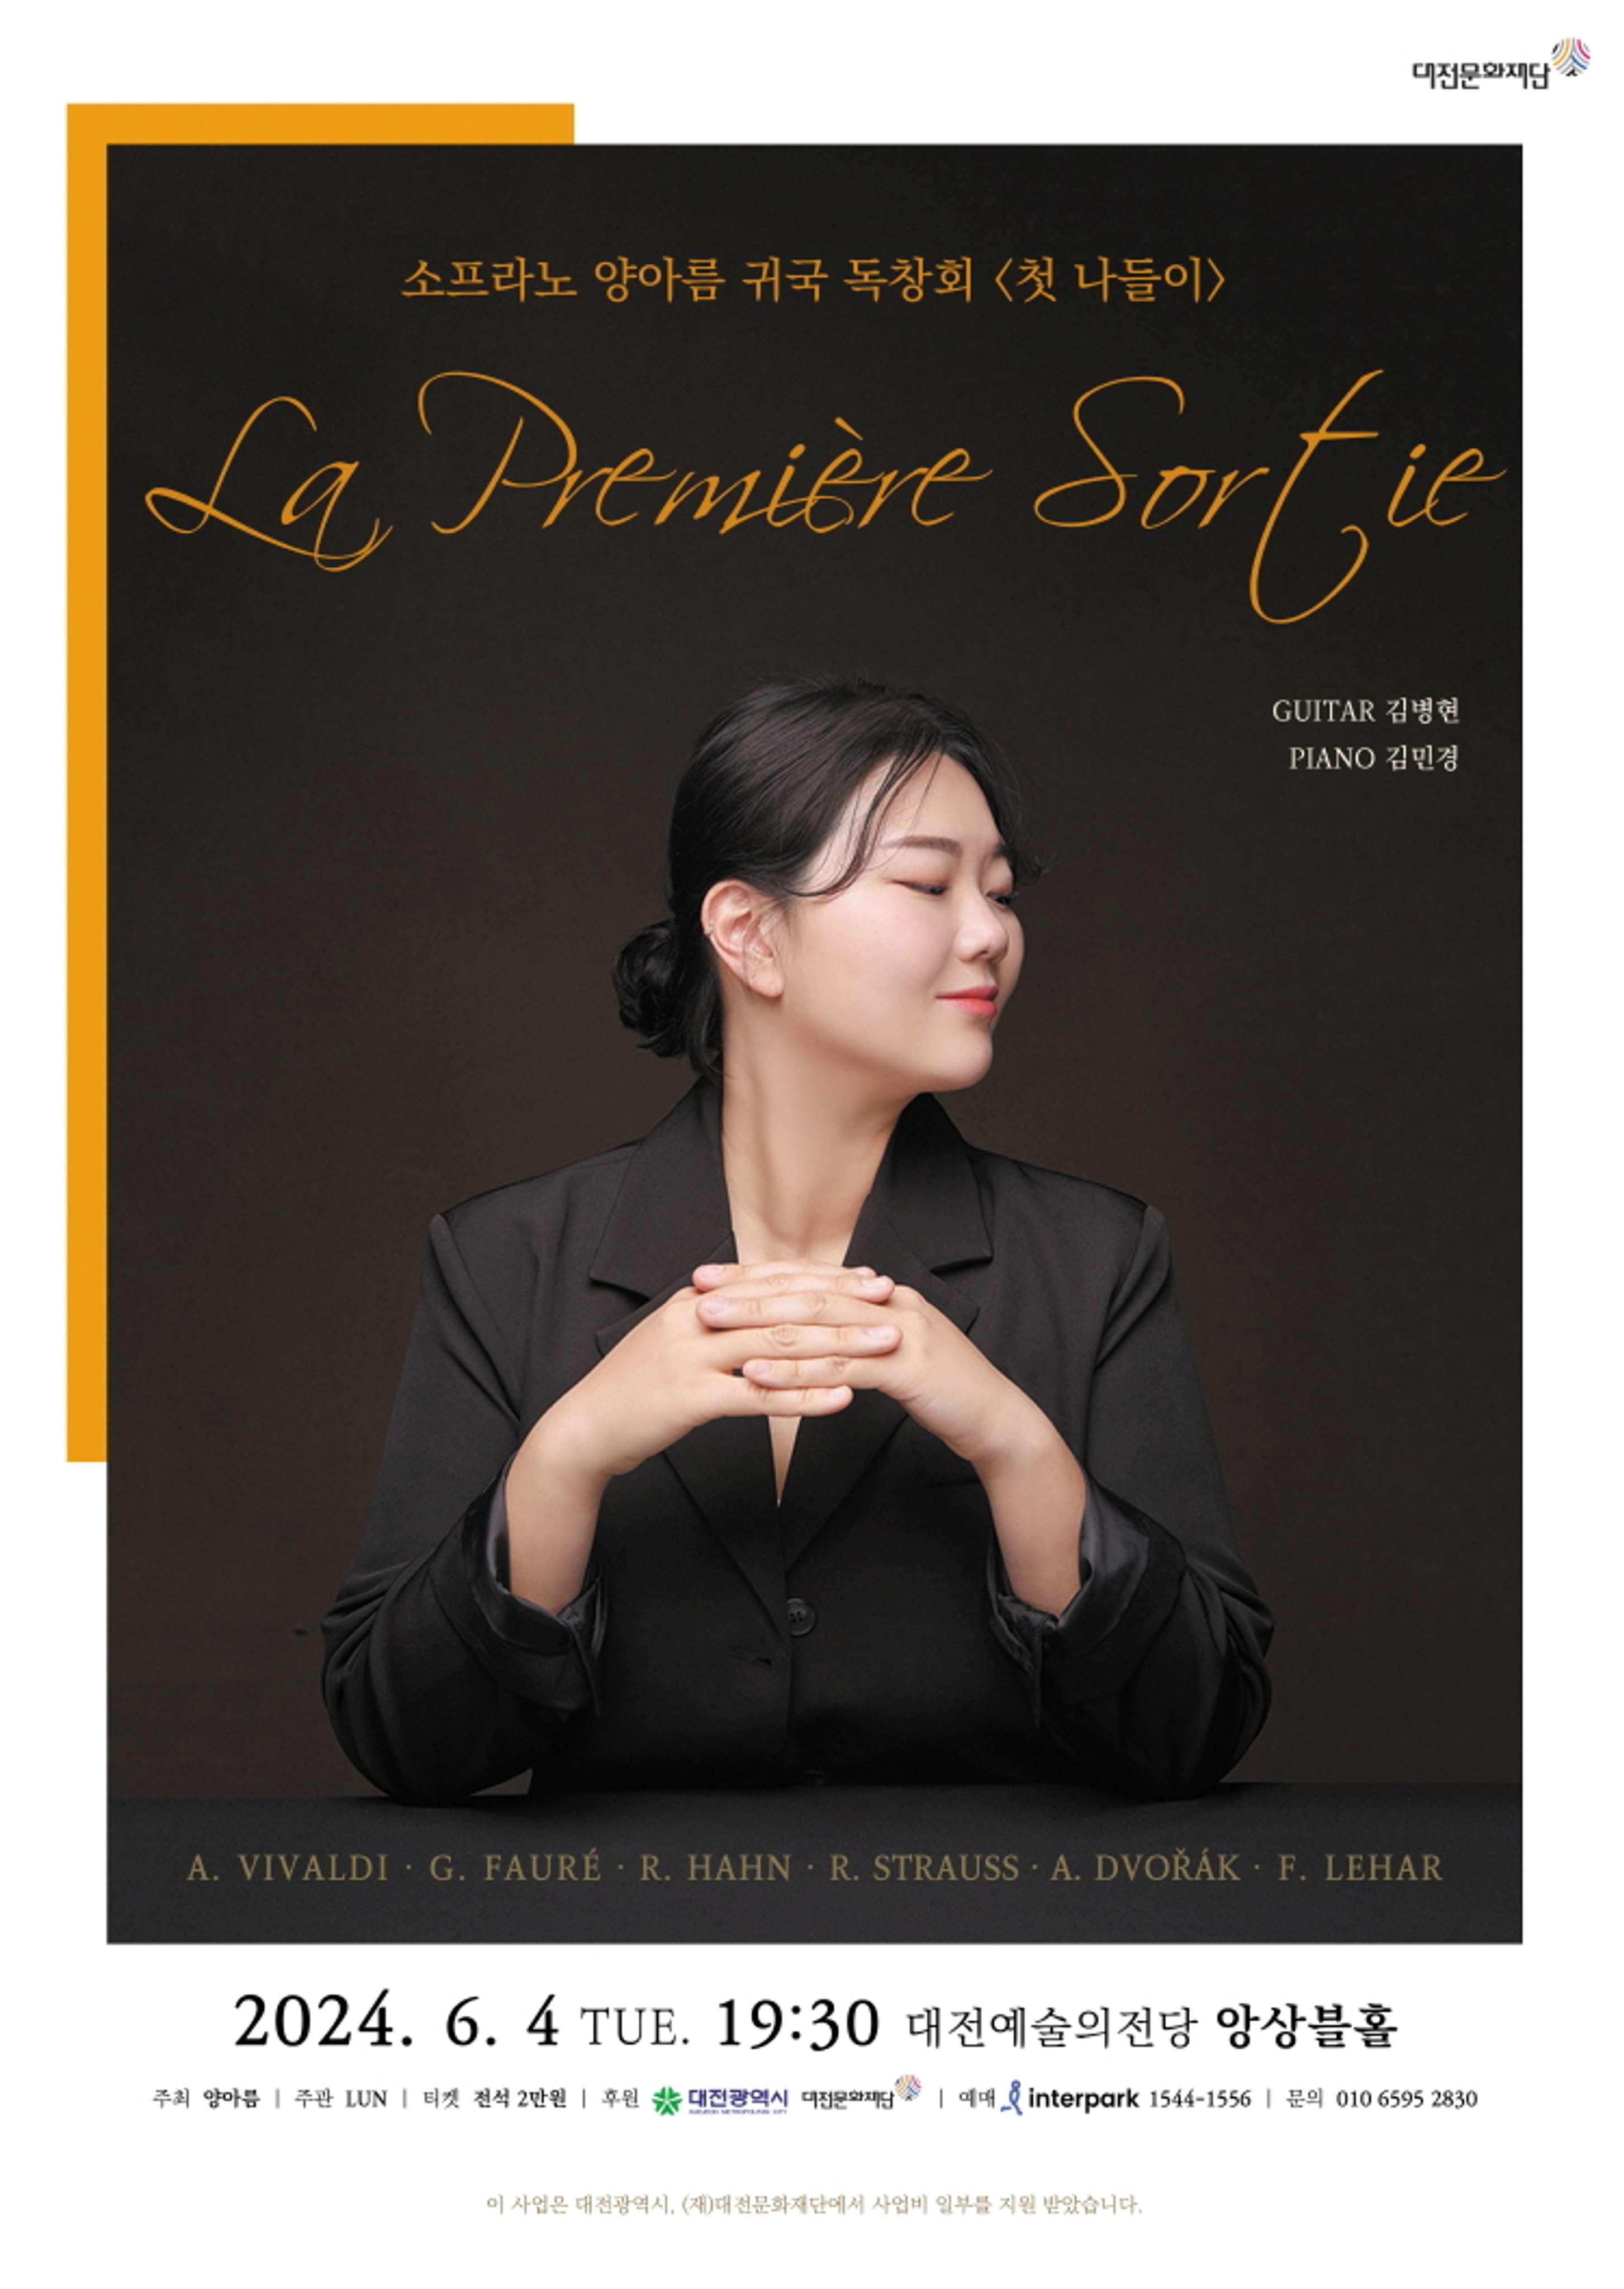 대전문화재단
소프라노 양아름 귀국 독창회 〈첫 나들이〉
La Première Sortie
GUITAR 김병현
PIANO 김민경
A. VIVALDI · G. FAURÉ · R. HAHN · R. STRAUSS · A. DVOŘÁK · F. LEHAR
2024. 6. 4 TUE. 19:30 대전예술의전당 앙상블홀
주최 양아름 | 주관 LUN | 티켓 전석 2만원 | 후원 대전광역시 대전문화재단 | 예매 interpark 1544-1556 | 문의 010 6595 2830
이 사업은 대전광역시, (재)대전문화재단에서 사업비 일부를 지원 받았습니다.